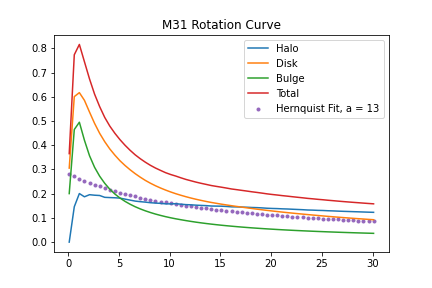 M31 Rotation Curve
0.8
0.7
0.6
0.5
0.4
0.3
0.2
0.1
0.0
Halo
Disk
Bulge
Total
Hernquist Fit, a = 13
0 5 10 15 20 25 30